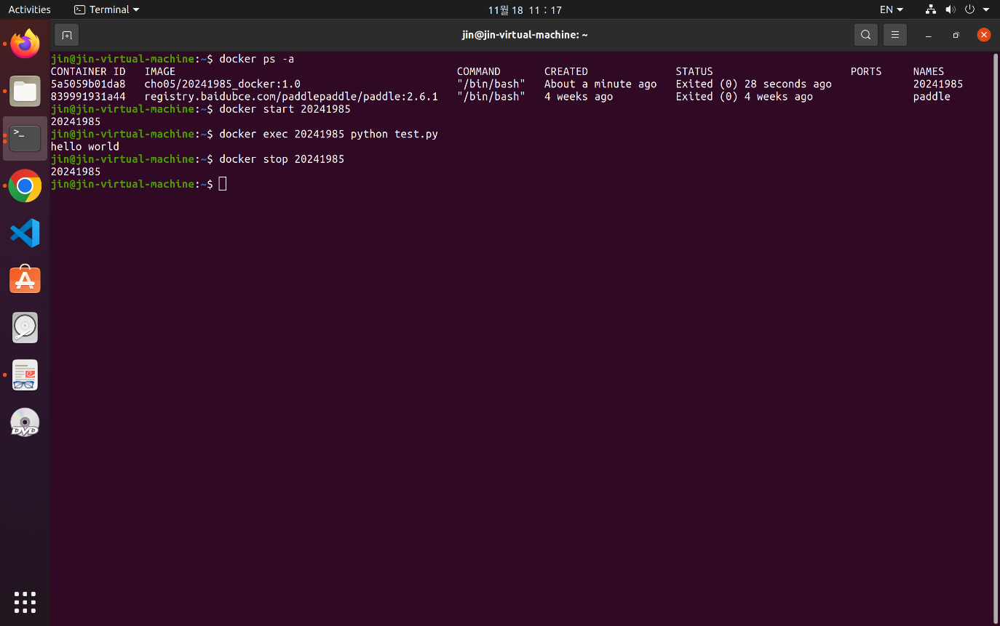 Activities Terminal 11월 18 11：17 EN
jin@jin-virtual-machine: ~
jin@jin-virtual-machine:~$ docker ps -a
CONTAINER ID IMAGE COMMAND CREATED STATUS PORTS NAMES
5a5059b01da8 cho05/20241985_docker:1.0 "/bin/bash" About a minute ago Exited (0) 28 seconds ago 20241985
839991931a44 registry.baidubce.com/paddlepaddle/paddle:2.6.1 "/bin/bash" 4 weeks ago Exited (0) 4 weeks ago paddle
jin@jin-virtual-machine:~$ docker start 20241985
20241985
jin@jin-virtual-machine:~$ docker exec 20241985 python test.py
hello world
jin@jin-virtual-machine:~$ docker stop 20241985
20241985
jin@jin-virtual-machine:~$
DVD